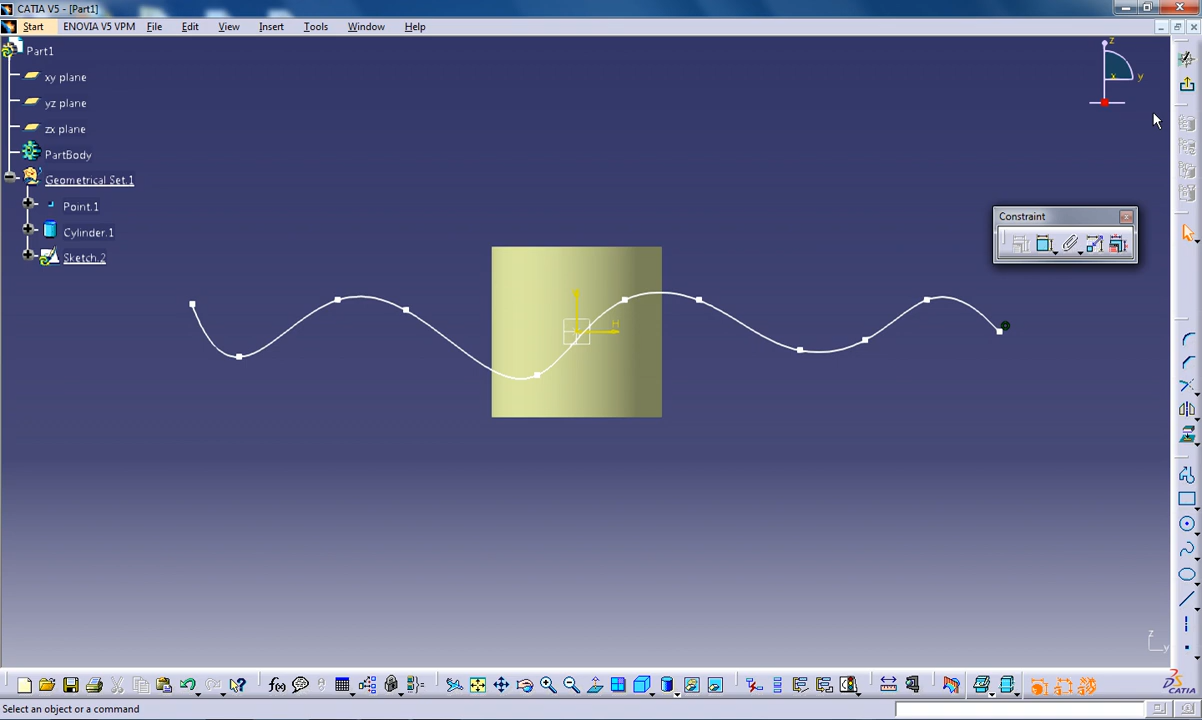 CATIA V5 - [Part1]
Start ENOVIA V5 VPM File Edit View Insert Tools Window Help
Part1
xy plane
yz plane
zx plane
PartBody
Geometrical Set.1
Point.1
Cylinder.1
Sketch.2
z
x y
Constraint
H
z
y
f(x)
CATIA
Select an object or a command